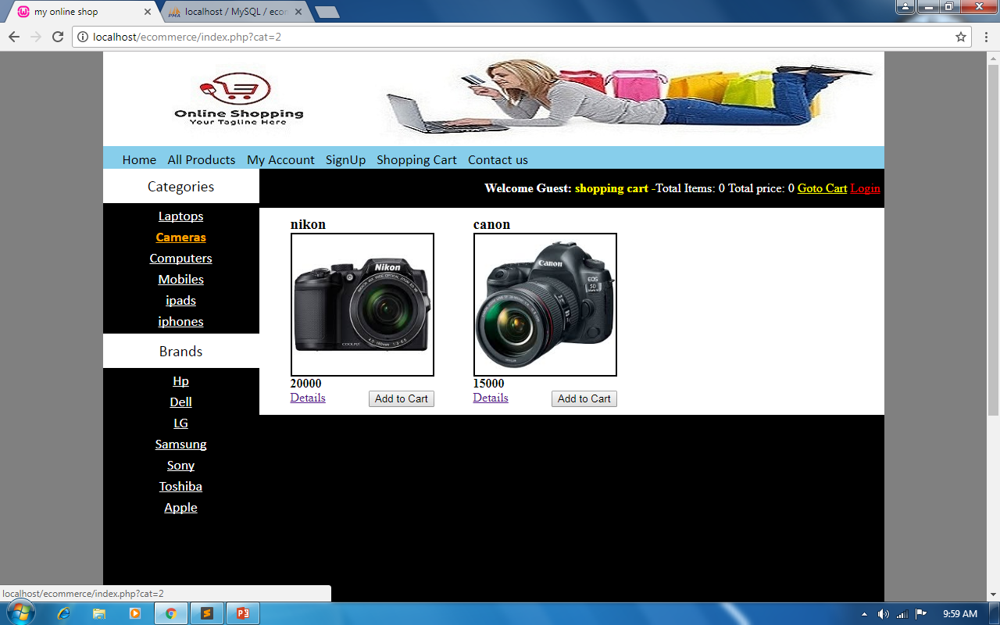 my online shop
localhost / MySQL / econ
localhost/ecommerce/index.php?cat=2
Online Shopping
Your Tagline Here
Home All Products My Account SignUp Shopping Cart Contact us
Categories
Welcome Guest: shopping cart -Total Items: 0 Total price: 0 Goto Cart Login
Laptops
Cameras
Computers
Mobiles
ipads
iphones
Brands
Hp
Dell
LG
Samsung
Sony
Toshiba
Apple
nikon
Nikon
COOLPIX
20000
Details Add to Cart
canon
Canon
EOS
5D
15000
Details Add to Cart
localhost/ecommerce/index.php?cat=2
9:59 AM